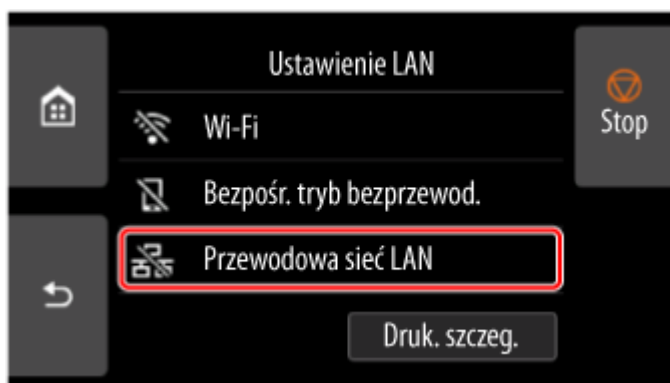 Ustawienie LAN
Wi-Fi
Stop
Bezpośr. tryb bezprzewod.
Przewodowa sieć LAN
Druk. szczeg.